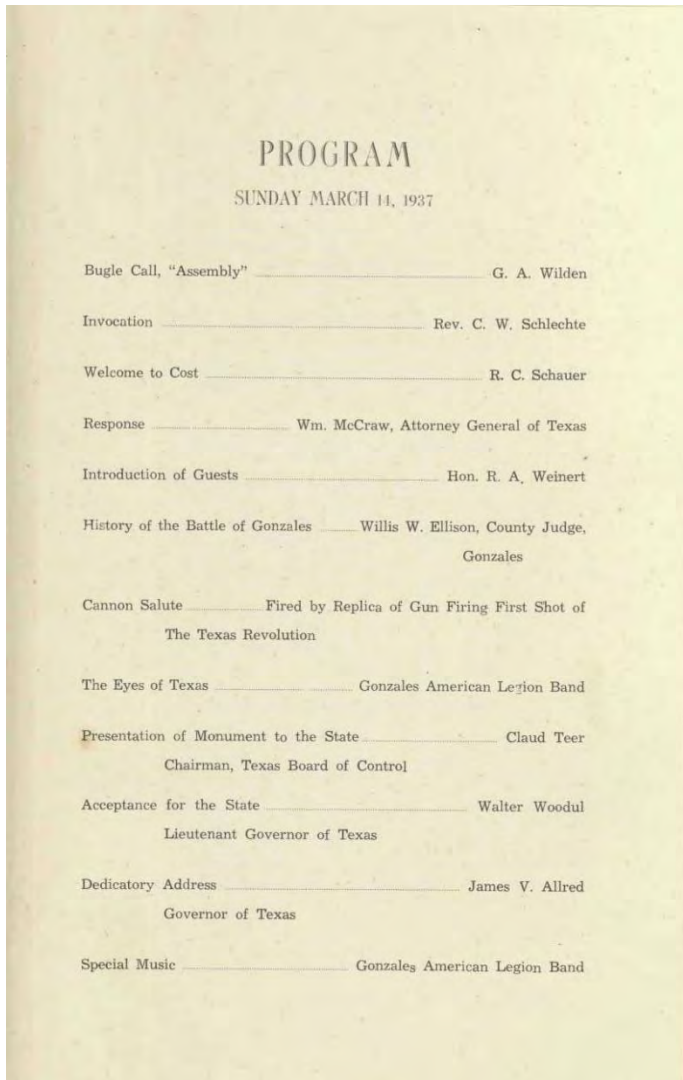 PROGRAM
SUNDAY MARCH 14, 1937
Bugle Call, "Assembly" G. A. Wilden
Invocation Rev. C. W. Schlechte
Welcome to Cost R. C. Schauer
Response Wm. McCraw, Attorney General of Texas
Introduction of Guests Hon. R. A. Weinert
History of the Battle of Gonzales Willis W. Ellison, County Judge,
Gonzales
Cannon Salute Fired by Replica of Gun Firing First Shot of
The Texas Revolution
The Eyes of Texas Gonzales American Legion Band
Presentation of Monument to the State Claud Teer
Chairman, Texas Board of Control
Acceptance for the State Walter Woodul
Lieutenant Governor of Texas
Dedicatory Address James V. Allred
Governor of Texas
Special Music Gonzales American Legion Band